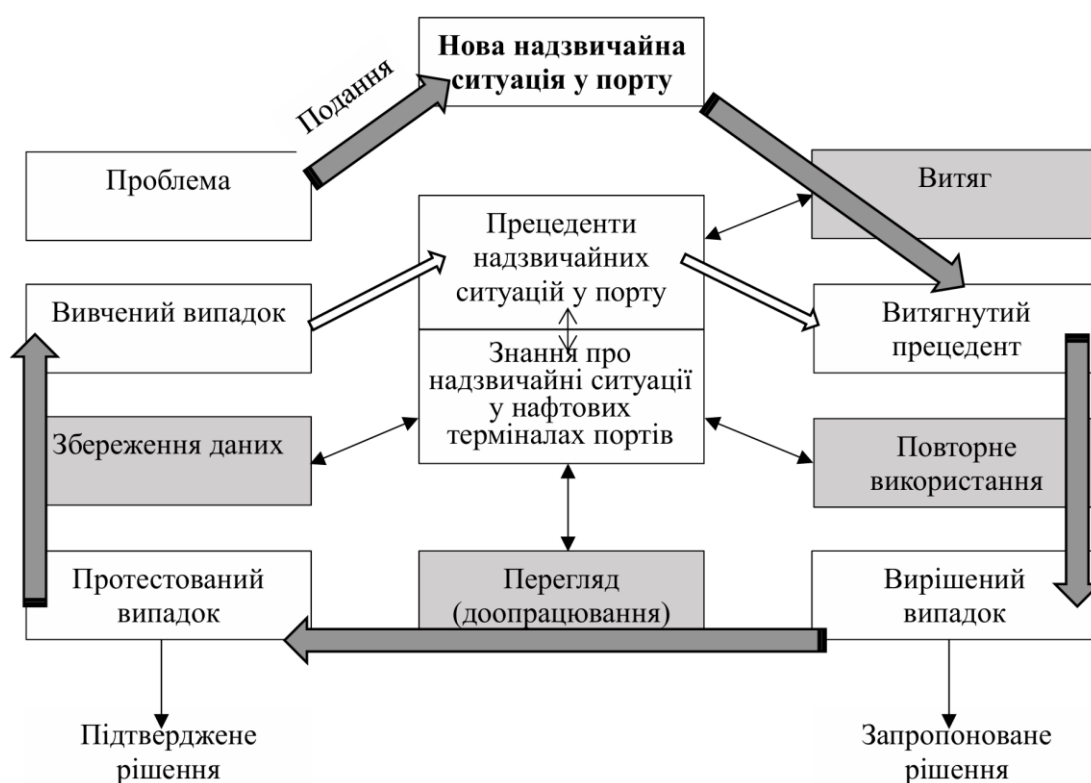 Нова надзвичайна
ситуація у порту
Подання
Проблема
Витяг
Прецеденти
надзвичайних
ситуацій у порту
Вивчений випадок
Витягнутий
прецедент
Знання про
надзвичайні ситуації
у нафтових
терміналах портів
Збереження даних
Повторне
використання
Протестований
випадок
Перегляд
(доопрацювання)
Вирішений
випадок
Підтверджене
рішення
Запропоноване
рішення